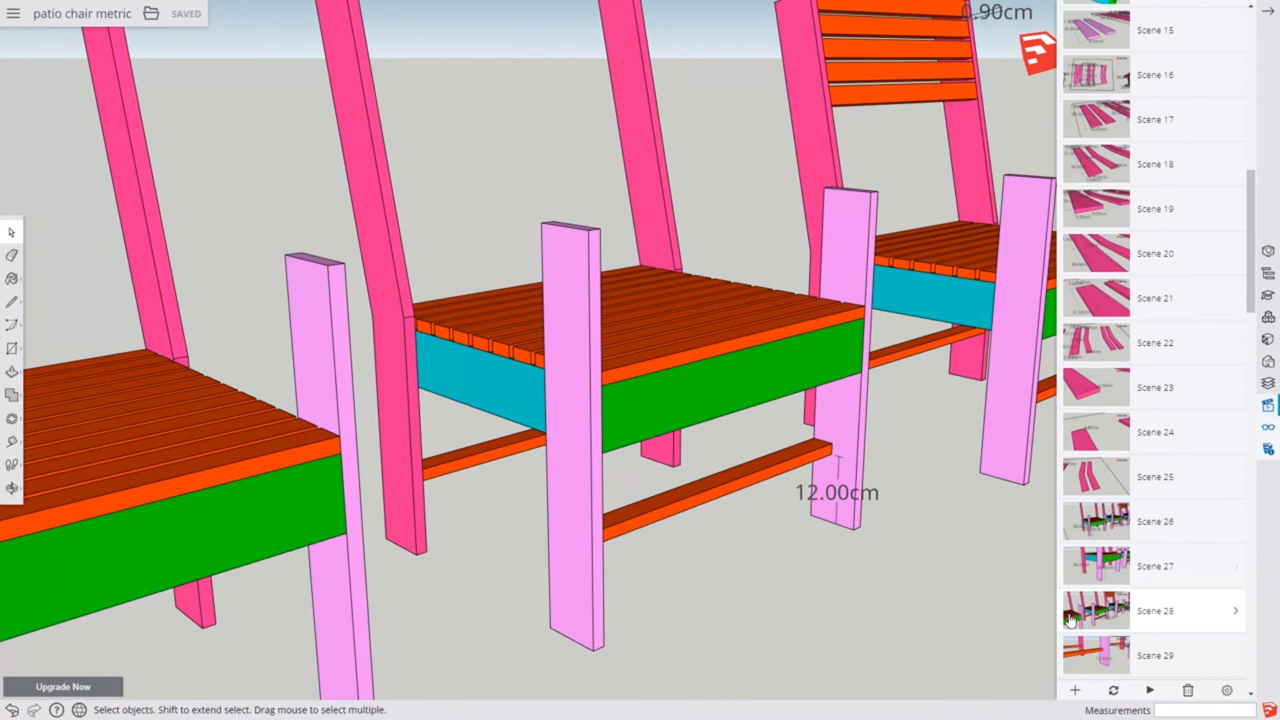 patio chair metric
SAVED
.90cm
12.00cm
Scene 15
Scene 16
Scene 17
Scene 18
Scene 19
Scene 20
Scene 21
Scene 22
Scene 23
Scene 24
Scene 25
Scene 26
Scene 27
Scene 28
Scene 29
Upgrade Now
Select objects. Shift to extend select. Drag mouse to select multiple.
Measurements